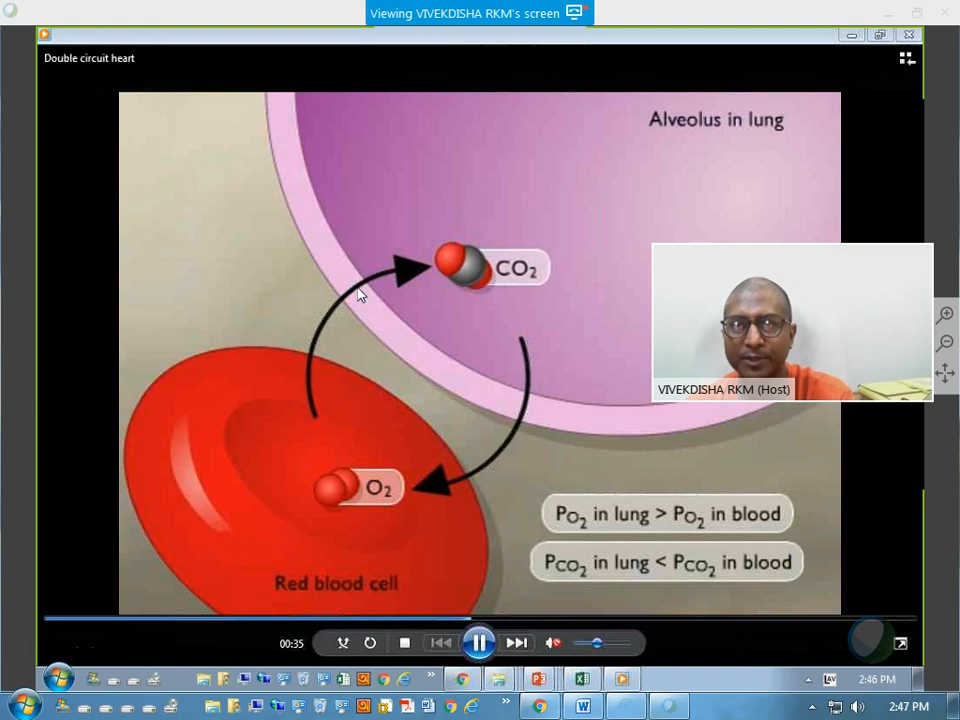 Viewing VIVEKDISHA RKM's screen
Double circuit heart
Alveolus in lung
CO₂
VIVEKDISHA RKM (Host)
O₂
PO₂ in lung > PO₂ in blood
PCO₂ in lung < PCO₂ in blood
Red blood cell
00:35
2:46 PM
2:47 PM